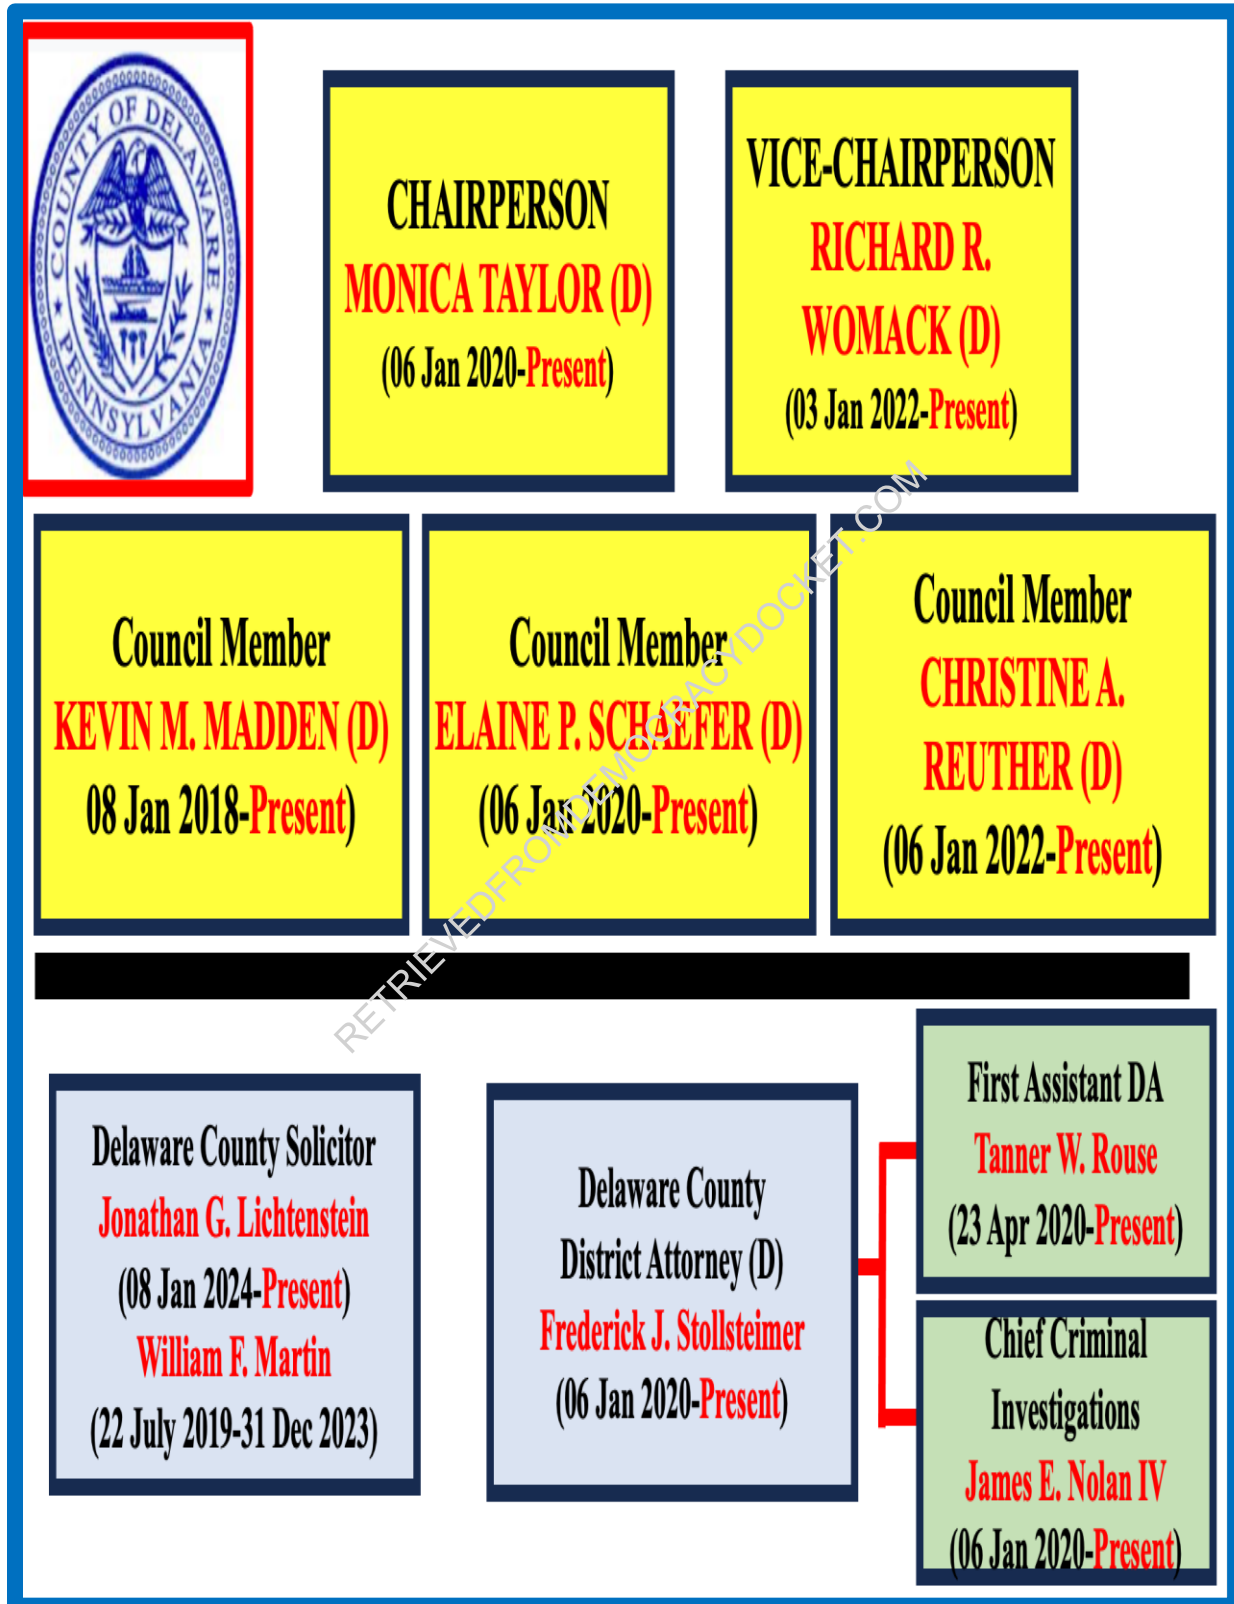 COUNTY OF DELAWARE
PENNSYLVANIA
CHAIRPERSON
MONICA TAYLOR (D)
(06 Jan 2020-Present)
VICE-CHAIRPERSON
RICHARD R.
WOMACK (D)
(03 Jan 2022-Present)
Council Member
KEVIN M. MADDEN (D)
08 Jan 2018-Present)
Council Member
ELAINE P. SCHAEFER (D)
(06 Jan 2020-Present)
Council Member
CHRISTINE A.
REUTHER (D)
(06 Jan 2022-Present)
RETRIEVEDFROMDEMOCRACYDOCKET.COM
Delaware County Solicitor
Jonathan G. Lichtenstein
(08 Jan 2024-Present)
William F. Martin
(22 July 2019-31 Dec 2023)
Delaware County
District Attorney (D)
Frederick J. Stollsteimer
(06 Jan 2020-Present)
First Assistant DA
Tanner W. Rouse
(23 Apr 2020-Present)
Chief Criminal
Investigations
James E. Nolan IV
(06 Jan 2020-Present)